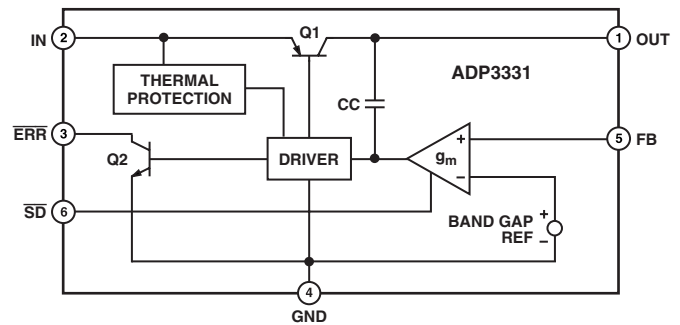 Q1
IN 2
1 OUT
THERMAL
PROTECTION
ADP3331
CC
ERR 3
5 FB
Q2
DRIVER
+
gm
–
SD 6
BAND GAP
REF
+
–
4
GND